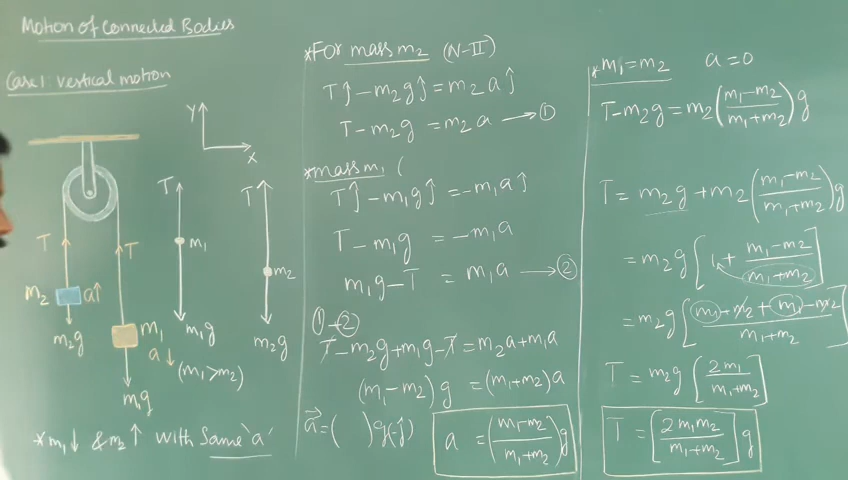 Motion of Connected Bodies
Case1: Vertical motion
Y
X
T
T
T
T
m₁
m₂
m₂
a↑
m₂g
m₁
a↓
m₁g
m₂g
(m₁>m₂)
m₁g
*m₁↓ & m₂↑ with same 'a'
*For mass m₂ (N-II)
Tĵ-m₂gĵ=m₂aĵ
T-m₂g=m₂a→①
*mass m₁ (
Tĵ-m₁gĵ=-m₁aĵ
T-m₁g=-m₁a
m₁g-T=m₁a→②
①+②
T-m₂g+m₁g-T=m₂a+m₁a
(m₁-m₂)g=(m₁+m₂)a
a⃗=( )g(-ĵ)
a=((m₁-m₂)/(m₁+m₂))g
*m₁=m₂ a=0
T-m₂g=m₂((m₁-m₂)/(m₁+m₂))g
T=m₂g+m₂((m₁-m₂)/(m₁+m₂))g
=m₂g[1+(m₁-m₂)/(m₁+m₂)]
=m₂g[(m₁+m₂+m₁-m₂)/(m₁+m₂)]
T=m₂g[2m₁/(m₁+m₂)]
T=[2m₁m₂/(m₁+m₂)]g